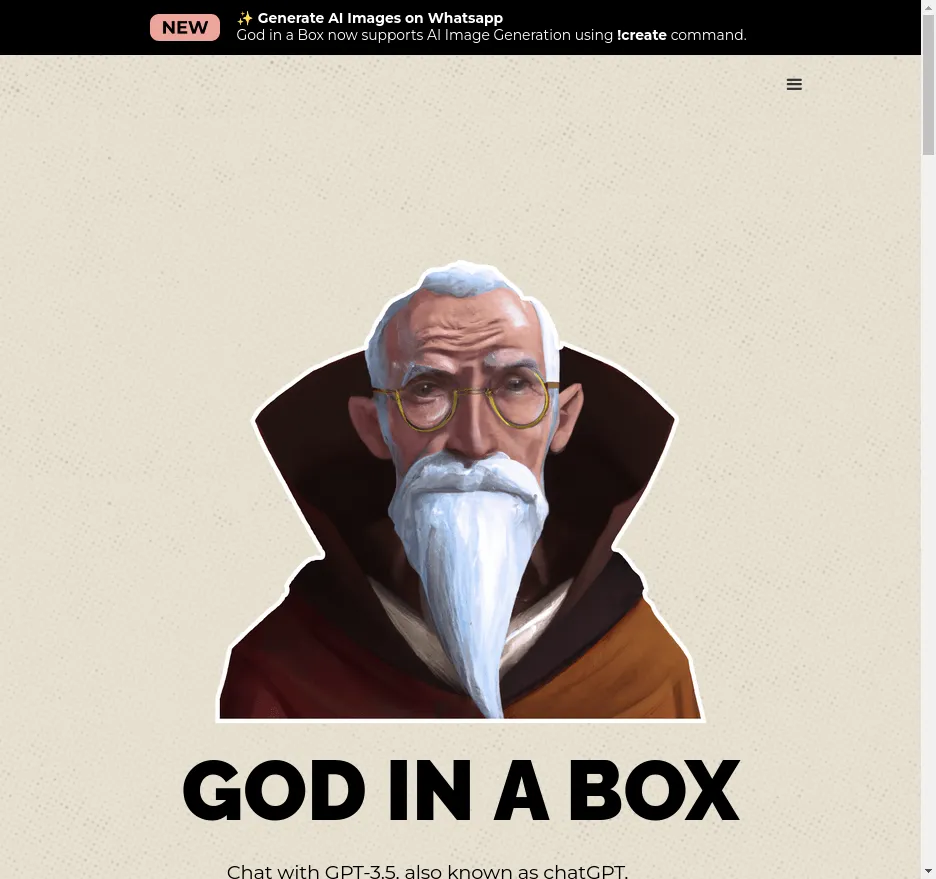 NEW
✨ Generate AI Images on Whatsapp
God in a Box now supports AI Image Generation using !create command.
GOD IN A BOX
Chat with GPT-3.5, also known as chatGPT,